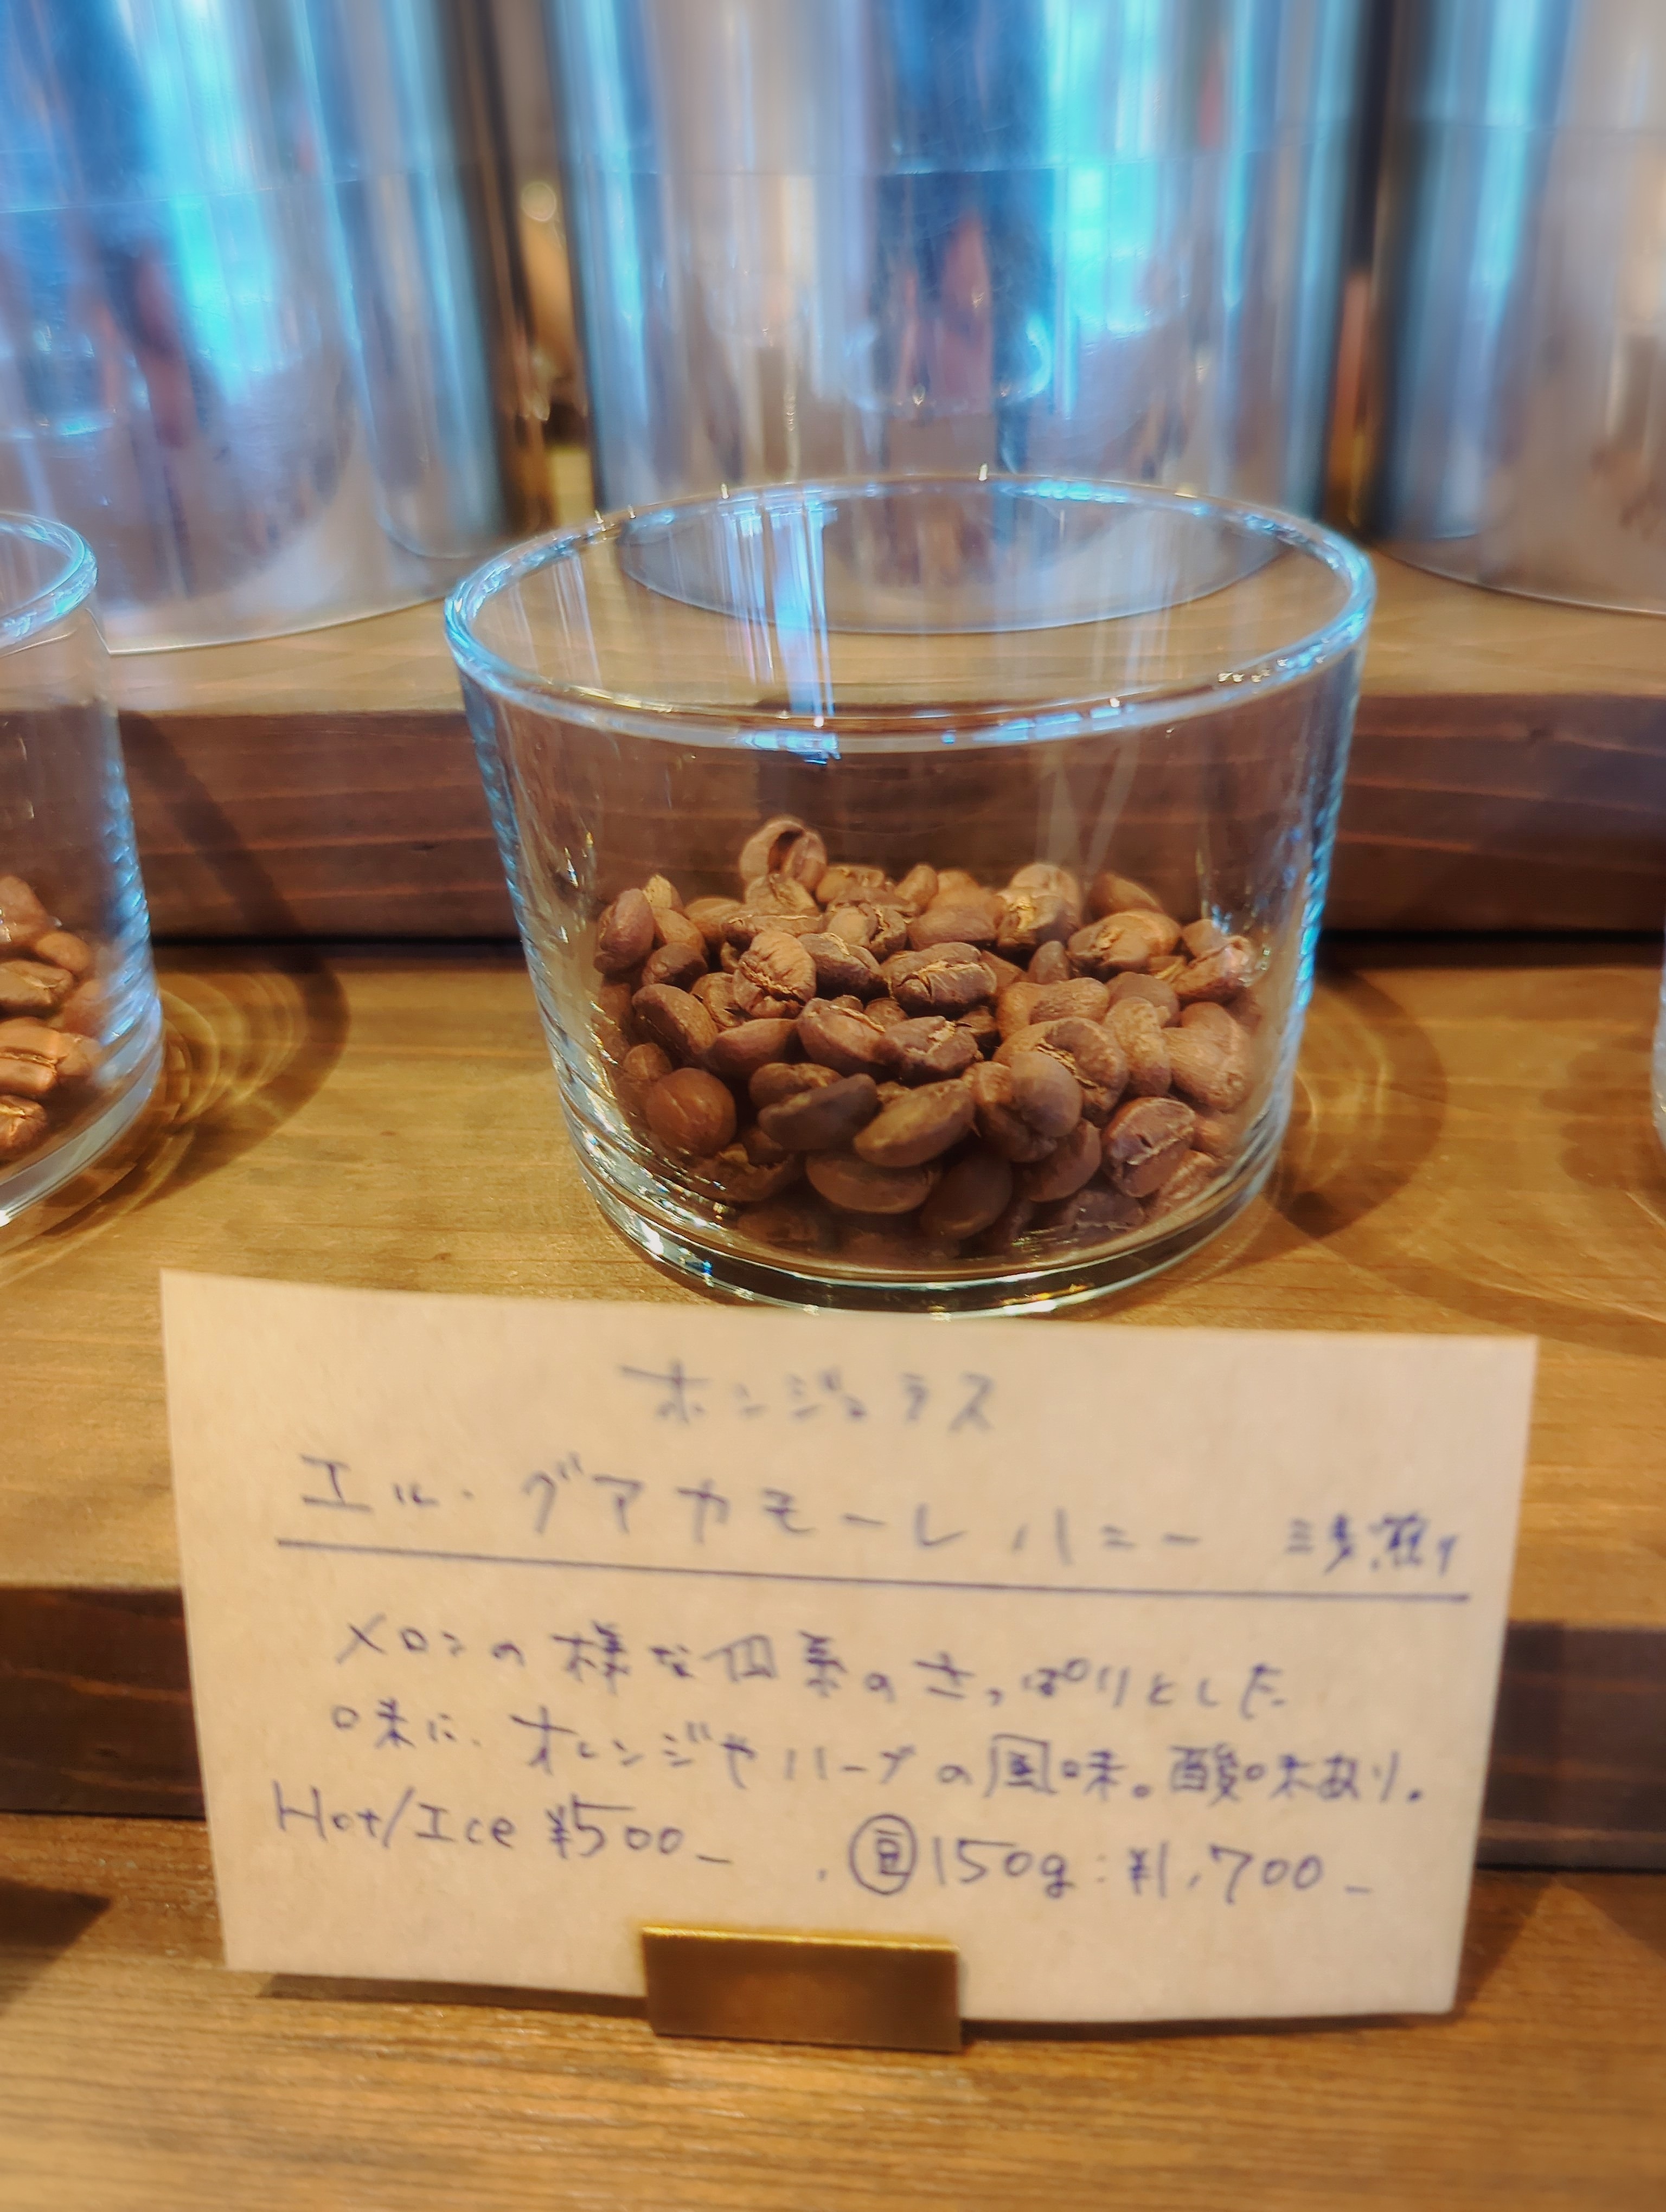 ホンジュラス
エル・グアカモーレ ハニー 浅煎り
メロンの様な印象のさっぱりとした
味に、オレンジやハーブの風味。酸味あり。
Hot/Ice ¥500_ 豆150g:¥1,700_